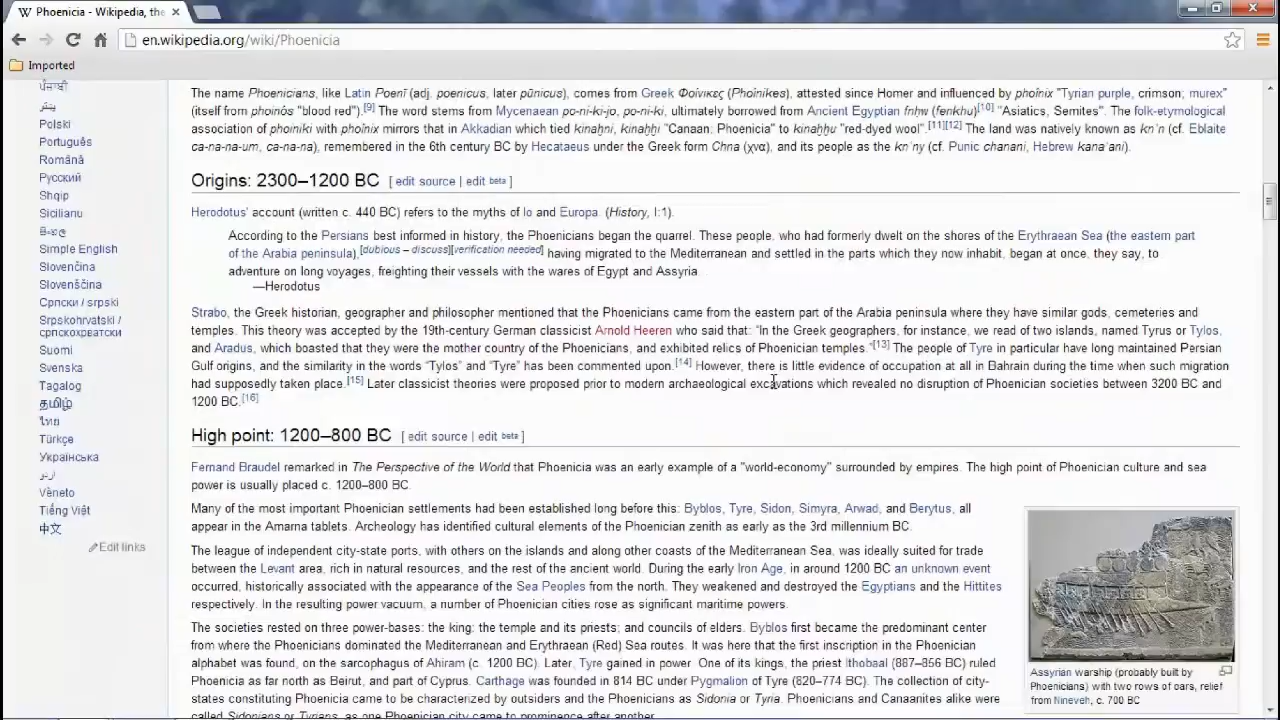 Phoenicia - Wikipedia, the
en.wikipedia.org/wiki/Phoenicia
Imported
ਪੰਜਾਬੀ
پښتو
Polski
Português
Română
Русский
Shqip
Sicilianu
සිංහල
Simple English
Slovenčina
Slovenščina
Српски / srpski
Srpskohrvatski /
српскохрватски
Suomi
Svenska
Tagalog
தமிழ்
ไทย
Türkçe
Українська
اردو
Vèneto
Tiếng Việt
中文
Edit links
The name Phoenicians, like Latin Poenī (adj. poenicus, later pūnicus), comes from Greek Φοίνικες (Phoínikes), attested since Homer and influenced by phoînix "Tyrian purple, crimson; murex"
(itself from phoinós "blood red").[9] The word stems from Mycenaean po-ni-ki-jo, po-ni-ki, ultimately borrowed from Ancient Egyptian fnḫw (fenkhu)[10] "Asiatics, Semites". The folk-etymological
association of phoiniki with phoînix mirrors that in Akkadian which tied kinaḫni, kinaḫḫi "Canaan; Phoenicia" to kinaḫḫu "red-dyed wool".[11][12] The land was natively known as knʿn (cf. Eblaite
ca-na-na-um, ca-na-na), remembered in the 6th century BC by Hecataeus under the Greek form Chna (χνα), and its people as the knʿny (cf. Punic chanani, Hebrew kanaʿani).
Origins: 2300–1200 BC [ edit source | edit beta ]
Herodotus' account (written c. 440 BC) refers to the myths of Io and Europa. (History, I:1).
According to the Persians best informed in history, the Phoenicians began the quarrel. These people, who had formerly dwelt on the shores of the Erythraean Sea (the eastern part
of the Arabia peninsula),[dubious – discuss][verification needed] having migrated to the Mediterranean and settled in the parts which they now inhabit, began at once, they say, to
adventure on long voyages, freighting their vessels with the wares of Egypt and Assyria.
—Herodotus
Strabo, the Greek historian, geographer and philosopher mentioned that the Phoenicians came from the eastern part of the Arabia peninsula where they have similar gods, cemeteries and
temples. This theory was accepted by the 19th-century German classicist Arnold Heeren who said that: "In the Greek geographers, for instance, we read of two islands, named Tyrus or Tylos,
and Aradus, which boasted that they were the mother country of the Phoenicians, and exhibited relics of Phoenician temples."[13] The people of Tyre in particular have long maintained Persian
Gulf origins, and the similarity in the words "Tylos" and "Tyre" has been commented upon.[14] However, there is little evidence of occupation at all in Bahrain during the time when such migration
had supposedly taken place.[15] Later classicist theories were proposed prior to modern archaeological excavations which revealed no disruption of Phoenician societies between 3200 BC and
1200 BC.[16]
High point: 1200–800 BC [ edit source | edit beta ]
Fernand Braudel remarked in The Perspective of the World that Phoenicia was an early example of a "world-economy" surrounded by empires. The high point of Phoenician culture and sea
power is usually placed c. 1200–800 BC.
Many of the most important Phoenician settlements had been established long before this: Byblos, Tyre, Sidon, Simyra, Arwad, and Berytus, all
appear in the Amarna tablets. Archeology has identified cultural elements of the Phoenician zenith as early as the 3rd millennium BC.
The league of independent city-state ports, with others on the islands and along other coasts of the Mediterranean Sea, was ideally suited for trade
between the Levant area, rich in natural resources, and the rest of the ancient world. During the early Iron Age, in around 1200 BC an unknown event
occurred, historically associated with the appearance of the Sea Peoples from the north. They weakened and destroyed the Egyptians and the Hittites
respectively. In the resulting power vacuum, a number of Phoenician cities rose as significant maritime powers.
The societies rested on three power-bases: the king; the temple and its priests; and councils of elders. Byblos first became the predominant center
from where the Phoenicians dominated the Mediterranean and Erythraean (Red) Sea routes. It was here that the first inscription in the Phoenician
alphabet was found, on the sarcophagus of Ahiram (c. 1200 BC). Later, Tyre gained in power. One of its kings, the priest Ithobaal (887–856 BC) ruled
Phoenicia as far north as Beirut, and part of Cyprus. Carthage was founded in 814 BC under Pygmalion of Tyre (820–774 BC). The collection of city-
states constituting Phoenicia came to be characterized by outsiders and the Phoenicians as Sidonia or Tyria. Phoenicians and Canaanites alike were
called Sidonians or Tyrians, as one Phoenician city came to prominence after another.
Assyrian warship (probably built by
Phoenicians) with two rows of oars, relief
from Nineveh, c. 700 BC